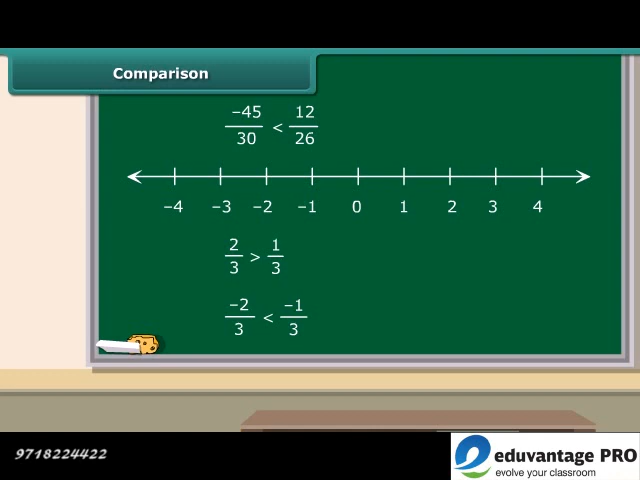 Comparison
–45/30 < 12/26
–4 –3 –2 –1 0 1 2 3 4
2/3 > 1/3
–2/3 < –1/3
9718224422
eduvantage PRO
evolve your classroom